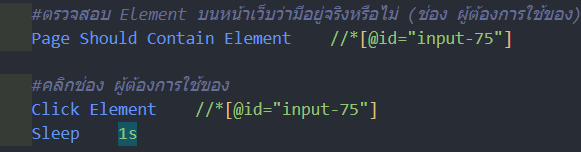 #ตรวจสอบ Element บนหน้าเว็บว่ามีอยู่จริงหรือไม่ (ช่อง ผู้ต้องการใช้ของ)
Page Should Contain Element    //*[@id="input-75"]
#คลิกช่อง ผู้ต้องการใช้ของ
Click Element    //*[@id="input-75"]
Sleep    1s